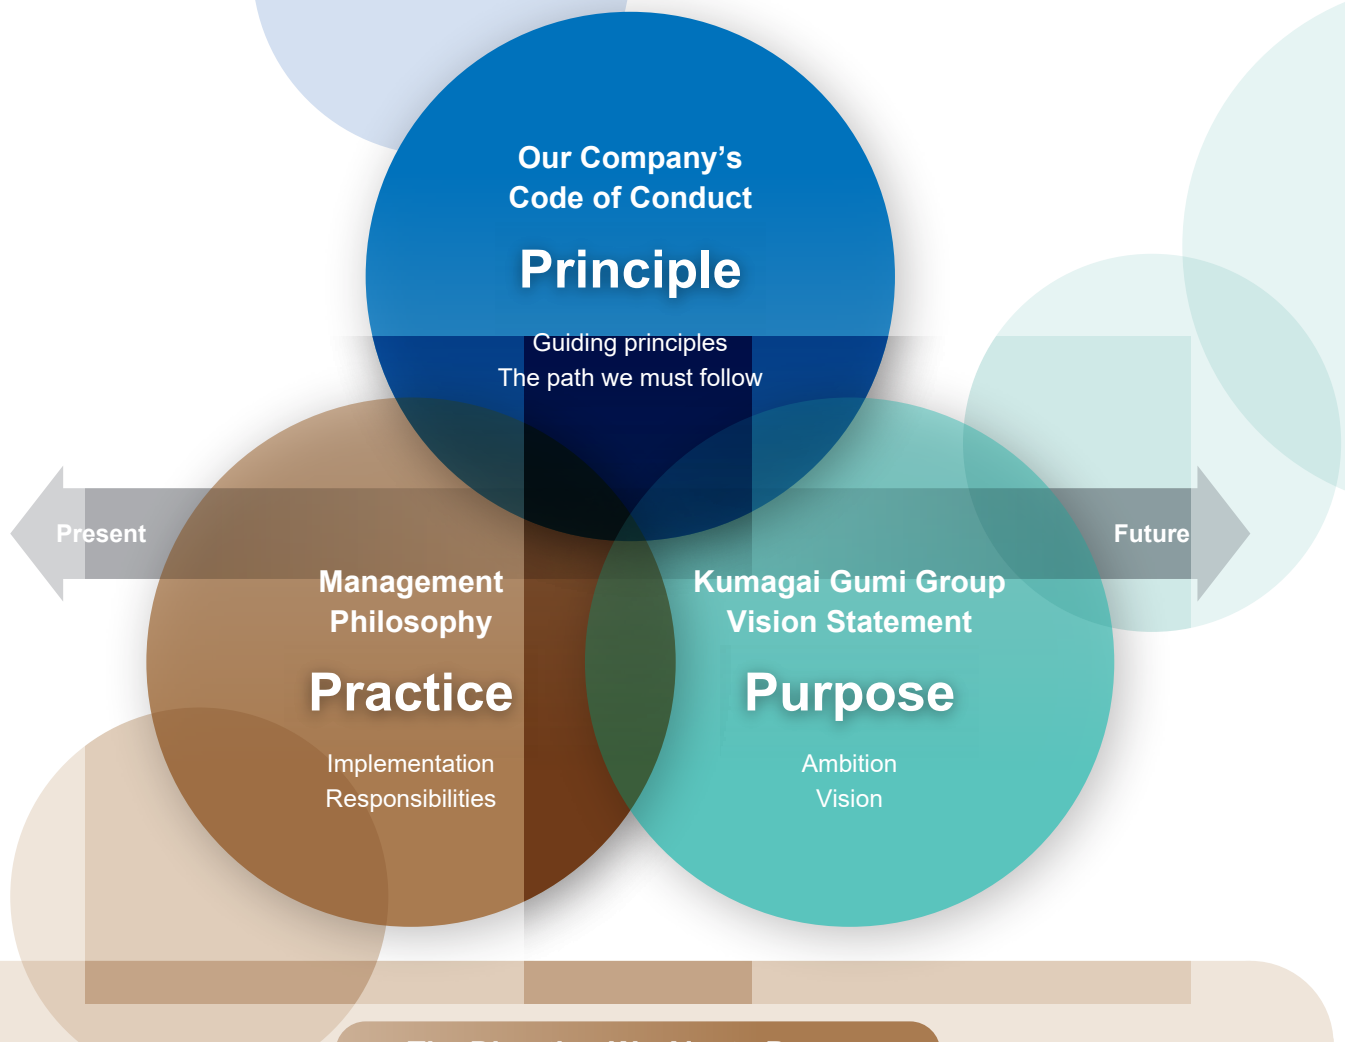 Our Company’s
Code of Conduct
Principle
Guiding principles
The path we must follow
Present
Future
Management
Philosophy
Practice
Implementation
Responsibilities
Kumagai Gumi Group
Vision Statement
Purpose
Ambition
Vision